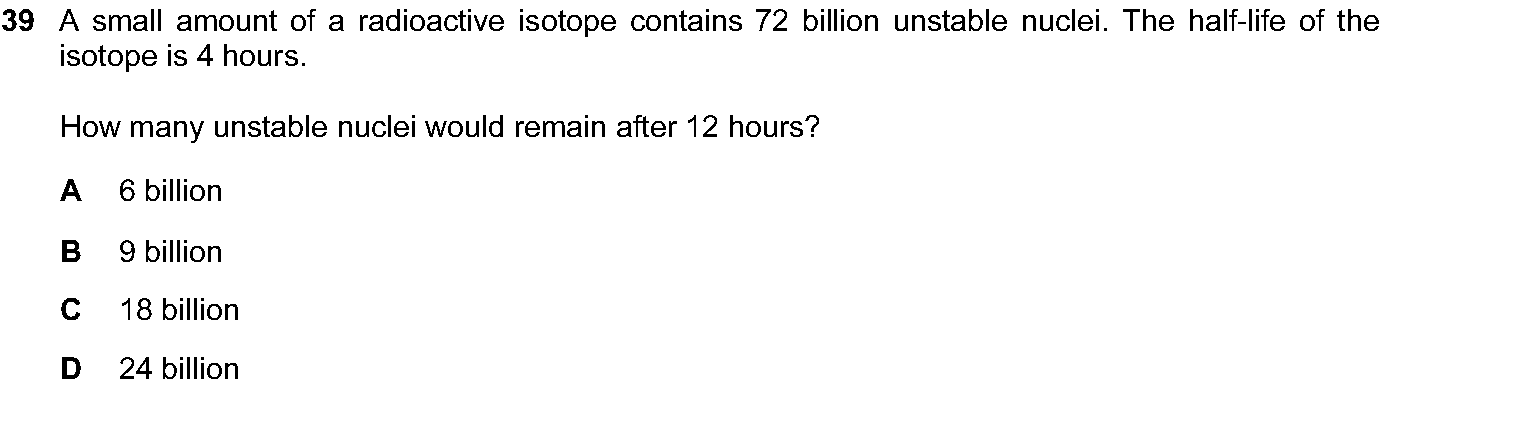 39 A small amount of a radioactive isotope contains 72 billion unstable nuclei. The half-life of the
isotope is 4 hours.
How many unstable nuclei would remain after 12 hours?
A 6 billion
B 9 billion
C 18 billion
D 24 billion